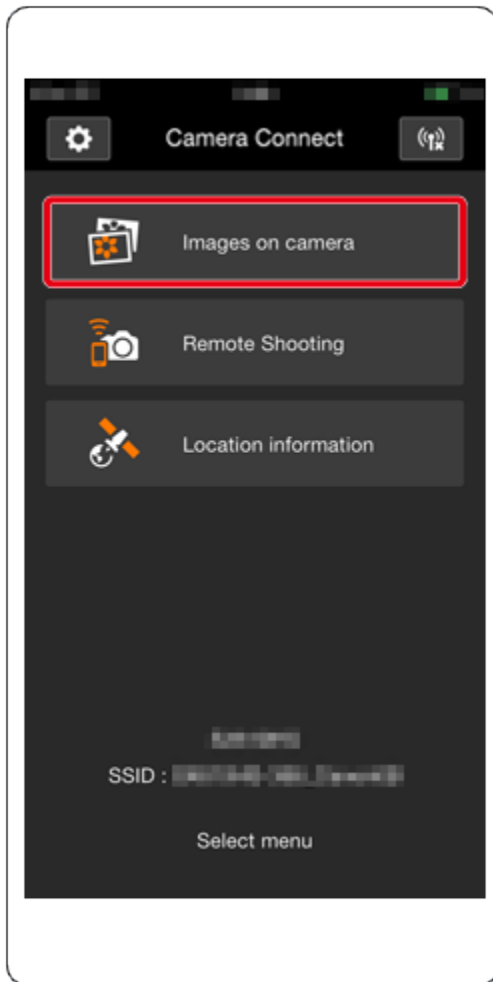 Camera Connect
Images on camera
Remote Shooting
Location information
SSID :
Select menu